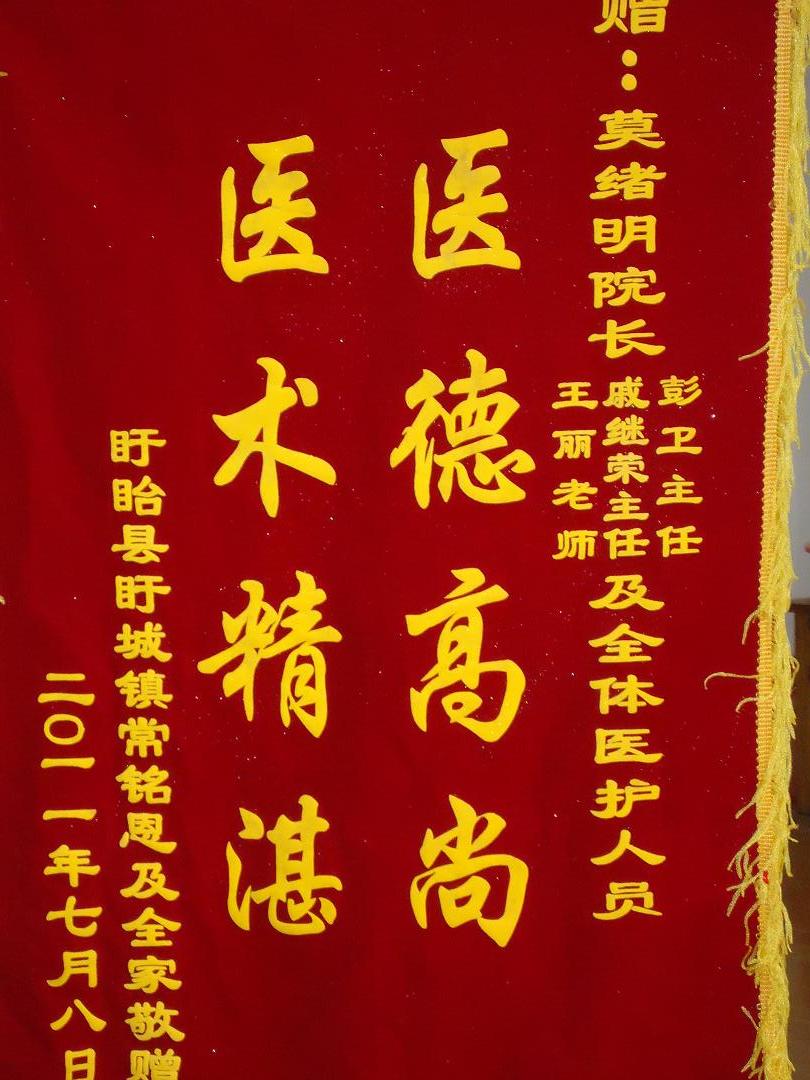 赠：莫绪明院长
彭卫主任
戚继荣主任
王丽老师
及全体医护人员
医德高尚
医术精湛
盱眙县盱城镇常铭恩及全家敬赠
二〇一一年七月八日